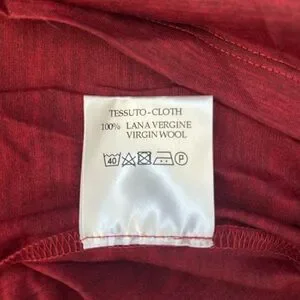 TESSUTO - CLOTH
100% LANA VERGINE
VIRGIN WOOL
40 P